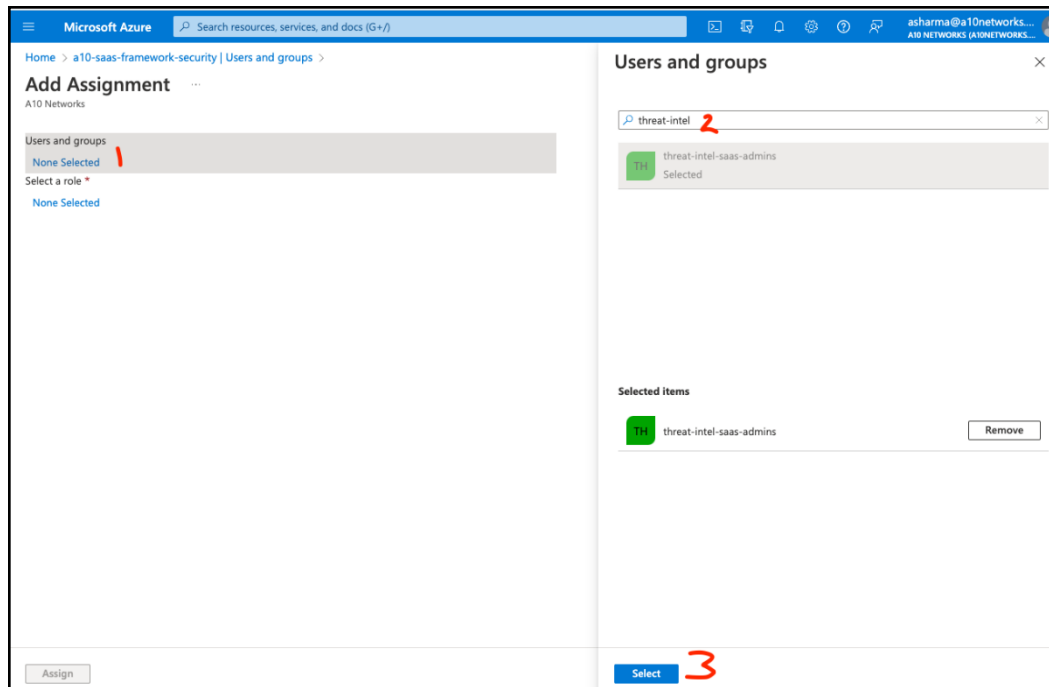 Microsoft Azure
Search resources, services, and docs (G+/)
asharma@a10networks....
A10 NETWORKS (A10NETWORKS....
Home > a10-saas-framework-security | Users and groups >
Add Assignment ...
A10 Networks
Users and groups
None Selected
1
Select a role *
None Selected
Assign
Users and groups
threat-intel
2
TH
threat-intel-saas-admins
Selected
Selected items
TH
threat-intel-saas-admins
Remove
Select
3